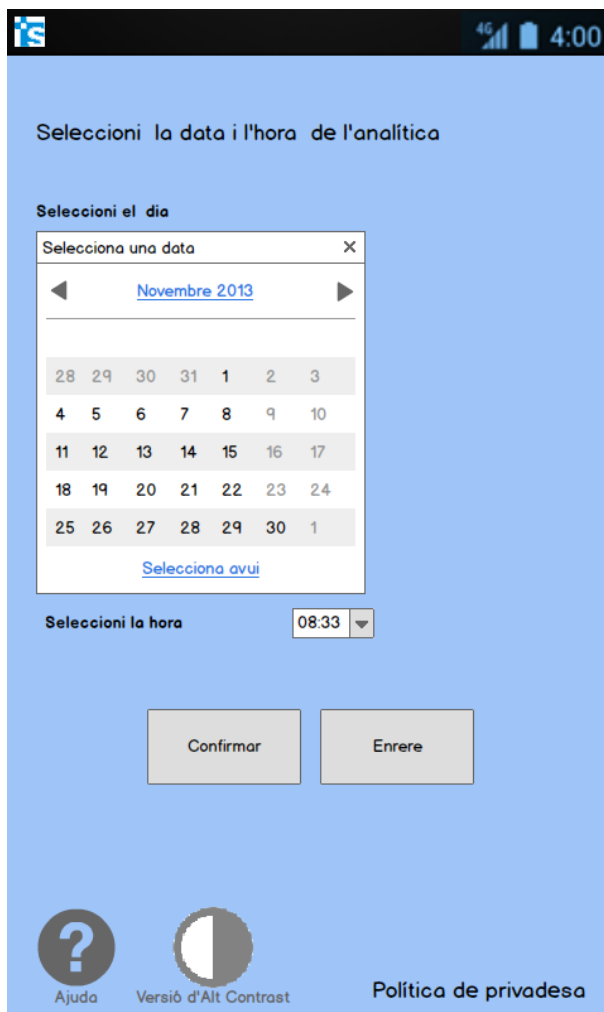 is 4G 4:00
Seleccioni la data i l'hora de l'analítica
Seleccioni el dia
Selecciona una data
Novembre 2013
28 29 30 31 1 2 3
4 5 6 7 8 9 10
11 12 13 14 15 16 17
18 19 20 21 22 23 24
25 26 27 28 29 30 1
Selecciona avui
Seleccioni la hora 08:33
Confirmar Enrere
?
Ajuda Versió d'Alt Contrast Política de privadesa